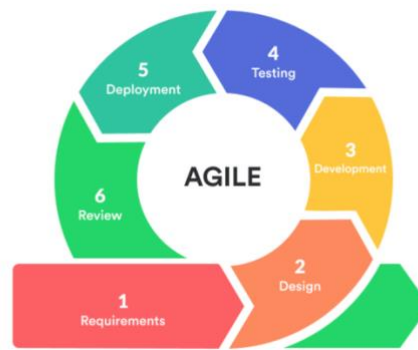 AGILE
1
Requirements
2
Design
3
Development
4
Testing
5
Deployment
6
Review